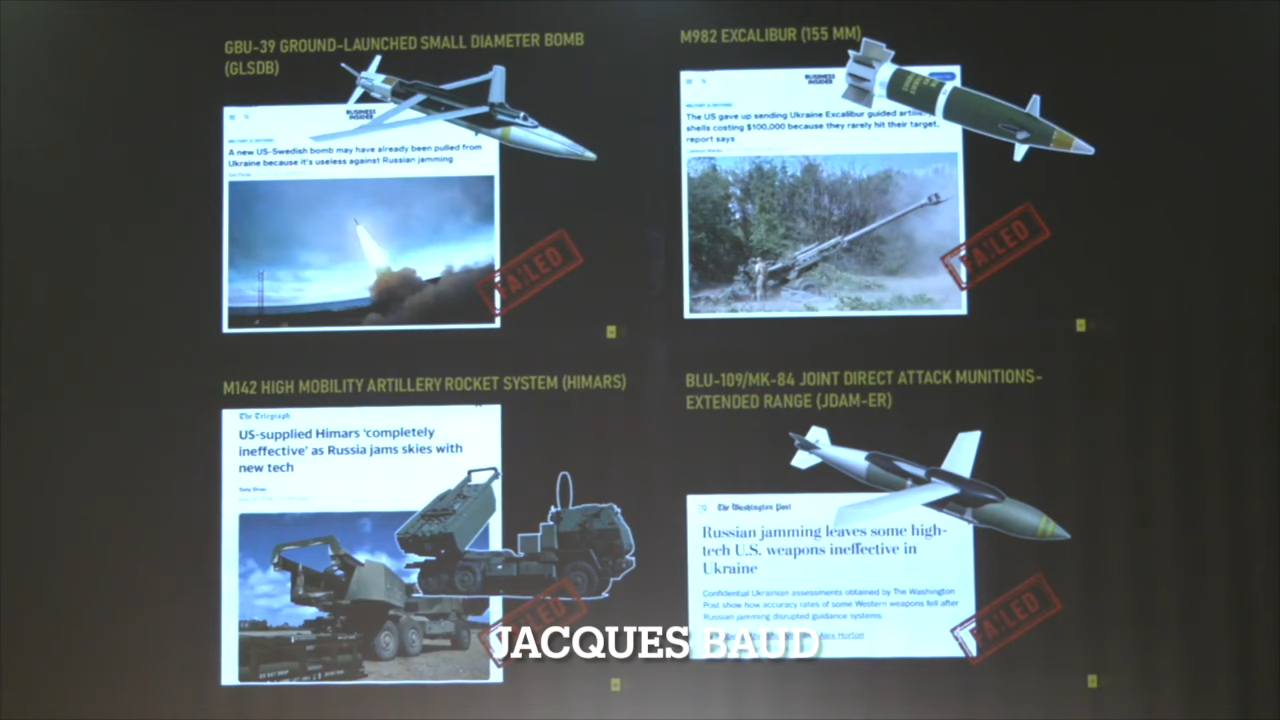 GBU-39 GROUND-LAUNCHED SMALL DIAMETER BOMB
(GLSDB)
BUSINESS
INSIDER
MILITARY & DEFENSE
A new US-Swedish bomb may have already been pulled from
Ukraine because it's useless against Russian jamming
FAILED
M982 EXCALIBUR (155 MM)
BUSINESS
INSIDER
MILITARY & DEFENSE
The US gave up sending Ukraine Excalibur guided
shells costing $100,000 because they rarely hit their target,
report says
FAILED
M142 HIGH MOBILITY ARTILLERY ROCKET SYSTEM (HIMARS)
The Telegraph
US-supplied Himars ‘completely
ineffective’ as Russia jams skies with
new tech
FAILED
BLU-109/MK-84 JOINT DIRECT ATTACK MUNITIONS-
EXTENDED RANGE (JDAM-ER)
The Washington Post
Russian jamming leaves some high-
tech U.S. weapons ineffective in
Ukraine
Confidential Ukrainian assessments obtained by The Washington
Post show how accuracy rates of some Western weapons fell after
Russian jamming disrupted guidance systems.
Alex Horton
FAILED
JACQUES BAUD